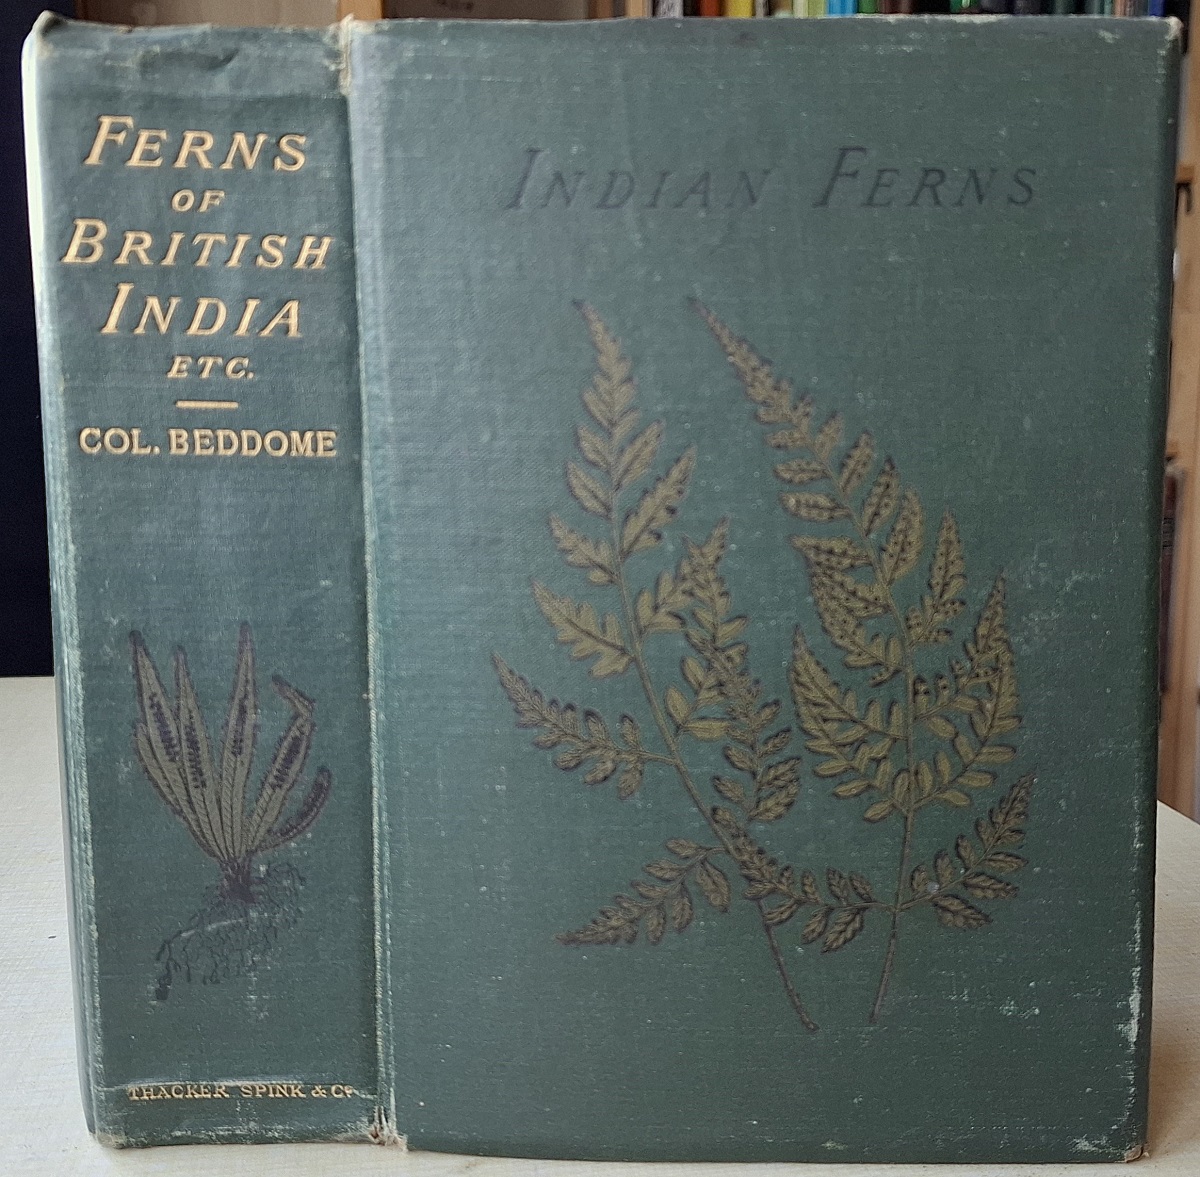 FERNS
OF
BRITISH
INDIA
ETC.
COL. BEDDOME
THACKER SPINK & Co
INDIAN FERNS